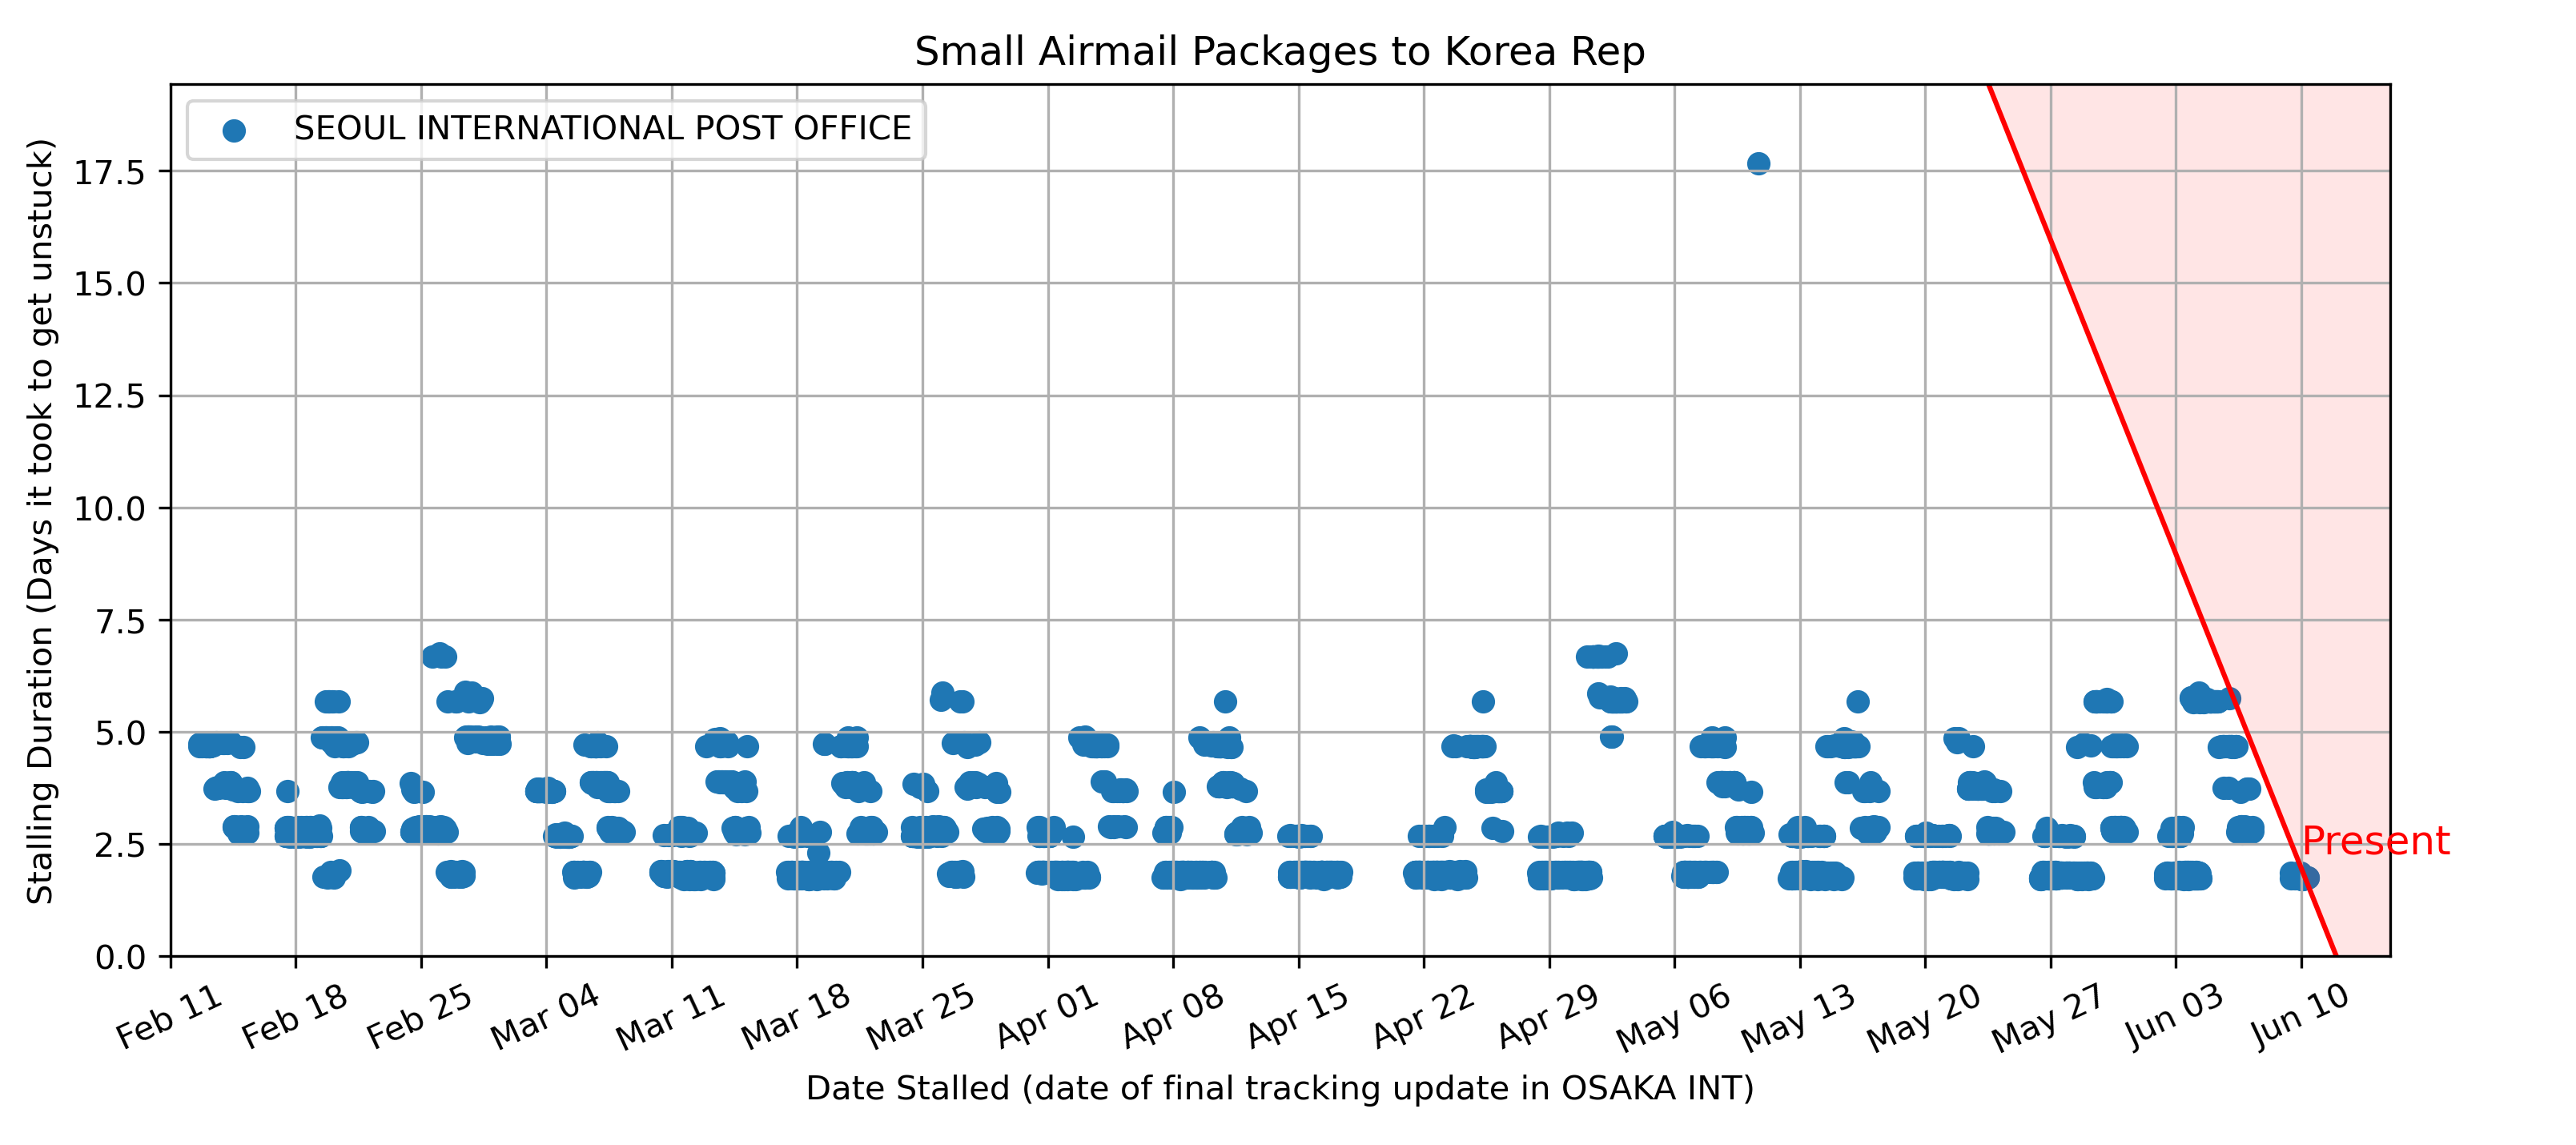 Small Airmail Packages to Korea Rep
SEOUL INTERNATIONAL POST OFFICE
Stalling Duration (Days it took to get unstuck)
17.5
15.0
12.5
10.0
7.5
5.0
2.5
0.0
Present
Feb 11
Feb 18
Feb 25
Mar 04
Mar 11
Mar 18
Mar 25
Apr 01
Apr 08
Apr 15
Apr 22
Apr 29
May 06
May 13
May 20
May 27
Jun 03
Jun 10
Date Stalled (date of final tracking update in OSAKA INT)